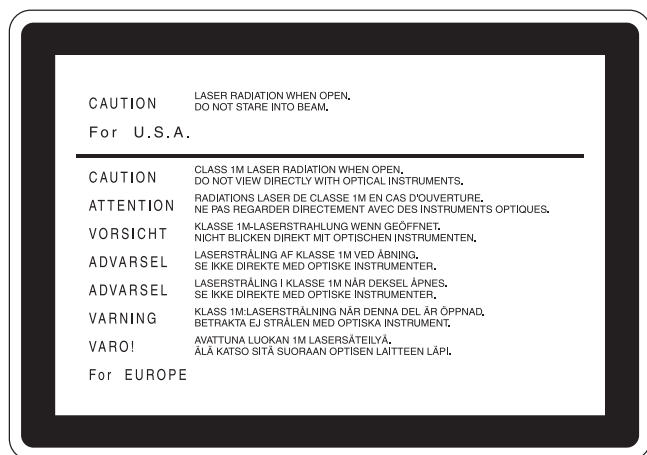 CAUTION LASER RADIATION WHEN OPEN.
DO NOT STARE INTO BEAM.
For U.S.A.
CAUTION CLASS 1M LASER RADIATION WHEN OPEN.
DO NOT VIEW DIRECTLY WITH OPTICAL INSTRUMENTS.
ATTENTION RADIATIONS LASER DE CLASSE 1M EN CAS D'OUVERTURE.
NE PAS REGARDER DIRECTEMENT AVEC DES INSTRUMENTS OPTIQUES.
VORSICHT KLASSE 1M-LASERSTRAHLUNG WENN GEÖFFNET.
NICHT BLICKEN DIREKT MIT OPTISCHEN INSTRUMENTEN.
ADVARSEL LASERSTRÅLING AF KLASSE 1M VED ÅBNING.
SE IKKE DIREKTE MED OPTISKE INSTRUMENTER.
ADVARSEL LASERSTRÅLING I KLASSE 1M NÅR DEKSEL ÅPNES.
SE IKKE DIREKTE MED OPTISKE INSTRUMENTER.
VARNING KLASS 1M:LASERSTRÅLNING NÄR DENNA DEL ÄR ÖPPNAD.
BETRAKTA EJ STRÅLEN MED OPTISKA INSTRUMENT.
VARO! AVATTUNA LUOKAN 1M LASERSÄTEILYÄ.
ÄLÄ KATSO SITÄ SUORAAN OPTISEN LAITTEEN LÄPI.
For EUROPE